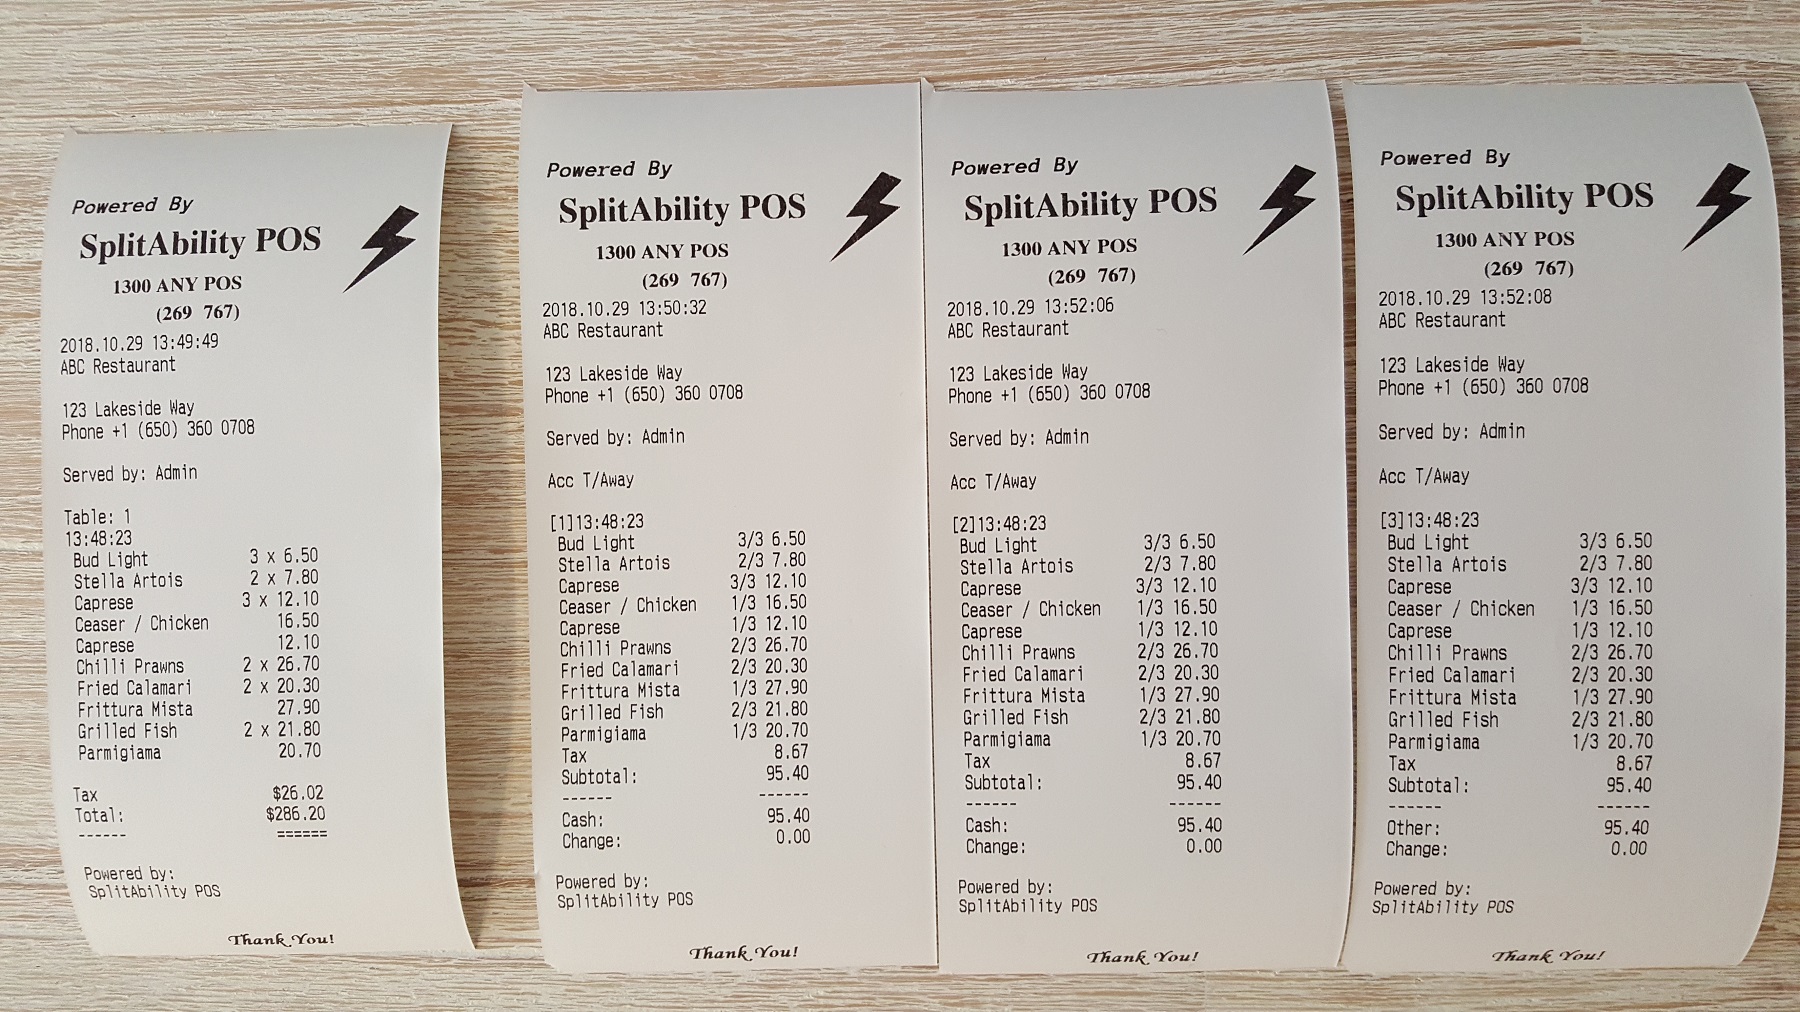 Powered By
SplitAbility POS
1300 ANY POS
(269 767)
2018.10.29 13:49:49
ABC Restaurant
123 Lakeside Way
Phone +1 (650) 360 0708
Served by: Admin
Table: 1
13:48:23
Bud Light 3 x 6.50
Stella Artois 2 x 7.80
Caprese 3 x 12.10
Ceaser / Chicken 16.50
Caprese 12.10
Chilli Prawns 2 x 26.70
Fried Calamari 2 x 20.30
Frittura Mista 27.90
Grilled Fish 2 x 21.80
Parmigiama 20.70
Tax $26.02
Total: $286.20
------ ======
Powered by:
SplitAbility POS
Thank You!
Powered By
SplitAbility POS
1300 ANY POS
(269 767)
2018.10.29 13:50:32
ABC Restaurant
123 Lakeside Way
Phone +1 (650) 360 0708
Served by: Admin
Acc T/Away
[1]13:48:23
Bud Light 3/3 6.50
Stella Artois 2/3 7.80
Caprese 3/3 12.10
Ceaser / Chicken 1/3 16.50
Caprese 1/3 12.10
Chilli Prawns 2/3 26.70
Fried Calamari 2/3 20.30
Frittura Mista 1/3 27.90
Grilled Fish 2/3 21.80
Parmigiama 1/3 20.70
Tax 8.67
Subtotal: 95.40
------ ------
Cash: 95.40
Change: 0.00
Powered by:
SplitAbility POS
Thank You!
Powered By
SplitAbility POS
1300 ANY POS
(269 767)
2018.10.29 13:52:06
ABC Restaurant
123 Lakeside Way
Phone +1 (650) 360 0708
Served by: Admin
Acc T/Away
[2]13:48:23
Bud Light 3/3 6.50
Stella Artois 2/3 7.80
Caprese 3/3 12.10
Ceaser / Chicken 1/3 16.50
Caprese 1/3 12.10
Chilli Prawns 2/3 26.70
Fried Calamari 2/3 20.30
Frittura Mista 1/3 27.90
Grilled Fish 2/3 21.80
Parmigiama 1/3 20.70
Tax 8.67
Subtotal: 95.40
------ ------
Cash: 95.40
Change: 0.00
Powered by:
SplitAbility POS
Thank You!
Powered By
SplitAbility POS
1300 ANY POS
(269 767)
2018.10.29 13:52:08
ABC Restaurant
123 Lakeside Way
Phone +1 (650) 360 0708
Served by: Admin
Acc T/Away
[3]13:48:23
Bud Light 3/3 6.50
Stella Artois 2/3 7.80
Caprese 3/3 12.10
Ceaser / Chicken 1/3 16.50
Caprese 1/3 12.10
Chilli Prawns 2/3 26.70
Fried Calamari 2/3 20.30
Frittura Mista 1/3 27.90
Grilled Fish 2/3 21.80
Parmigiama 1/3 20.70
Tax 8.67
Subtotal: 95.40
------ ------
Other: 95.40
Change: 0.00
Powered by:
SplitAbility POS
Thank You!